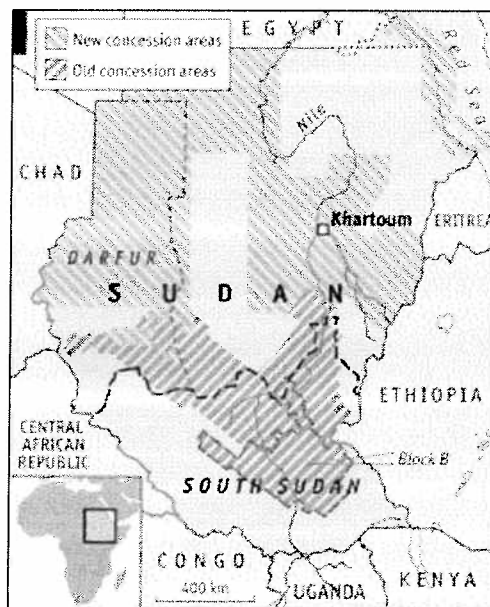 EGYPT
New concession areas
Old concession areas
Red Sea
Nile
CHAD
Khartoum
ERITREA
DARFUR
SUDAN
ETHIOPIA
CENTRAL
AFRICAN
REPUBLIC
Block B
SOUTH SUDAN
CONGO
400 km
UGANDA
KENYA